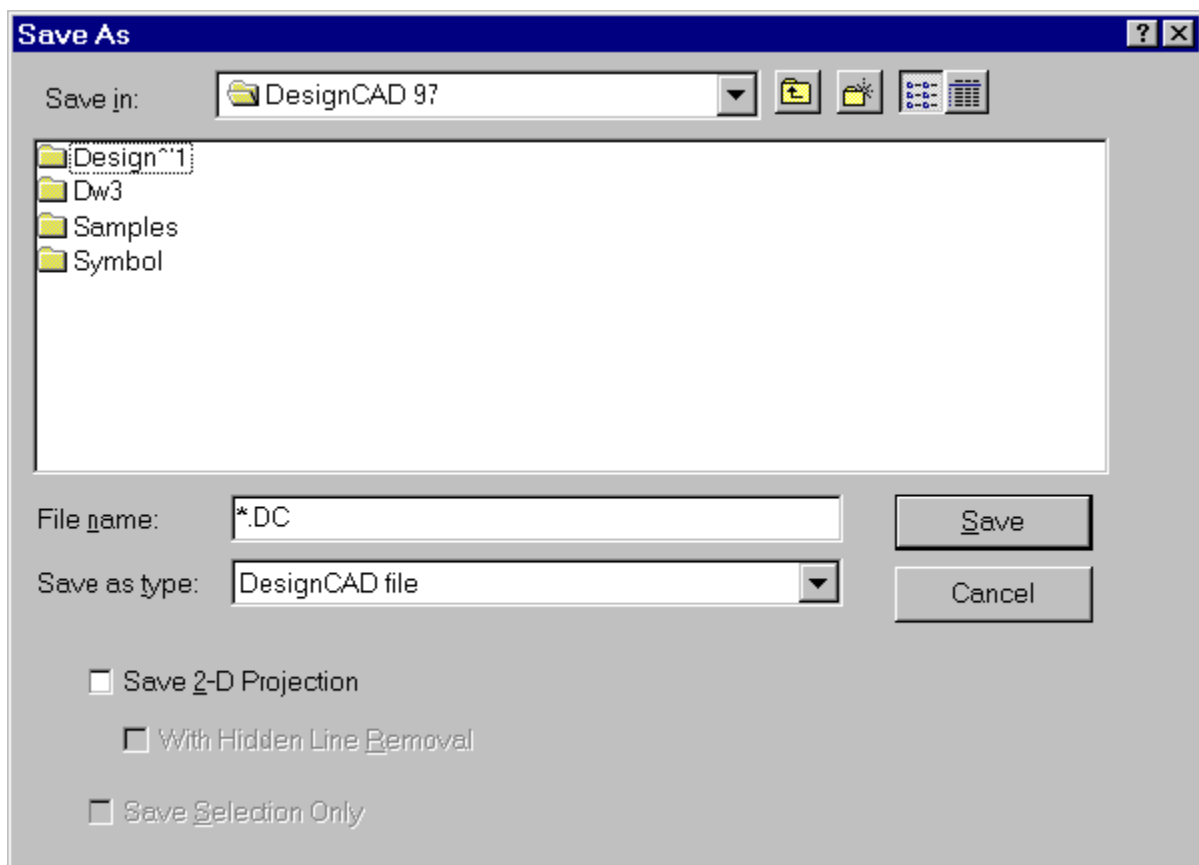 Save As
Save in: DesignCAD 97
Design^'1
Dw3
Samples
Symbol
File name: *.DC
Save
Save as type: DesignCAD file
Cancel
Save 2-D Projection
With Hidden Line Removal
Save Selection Only